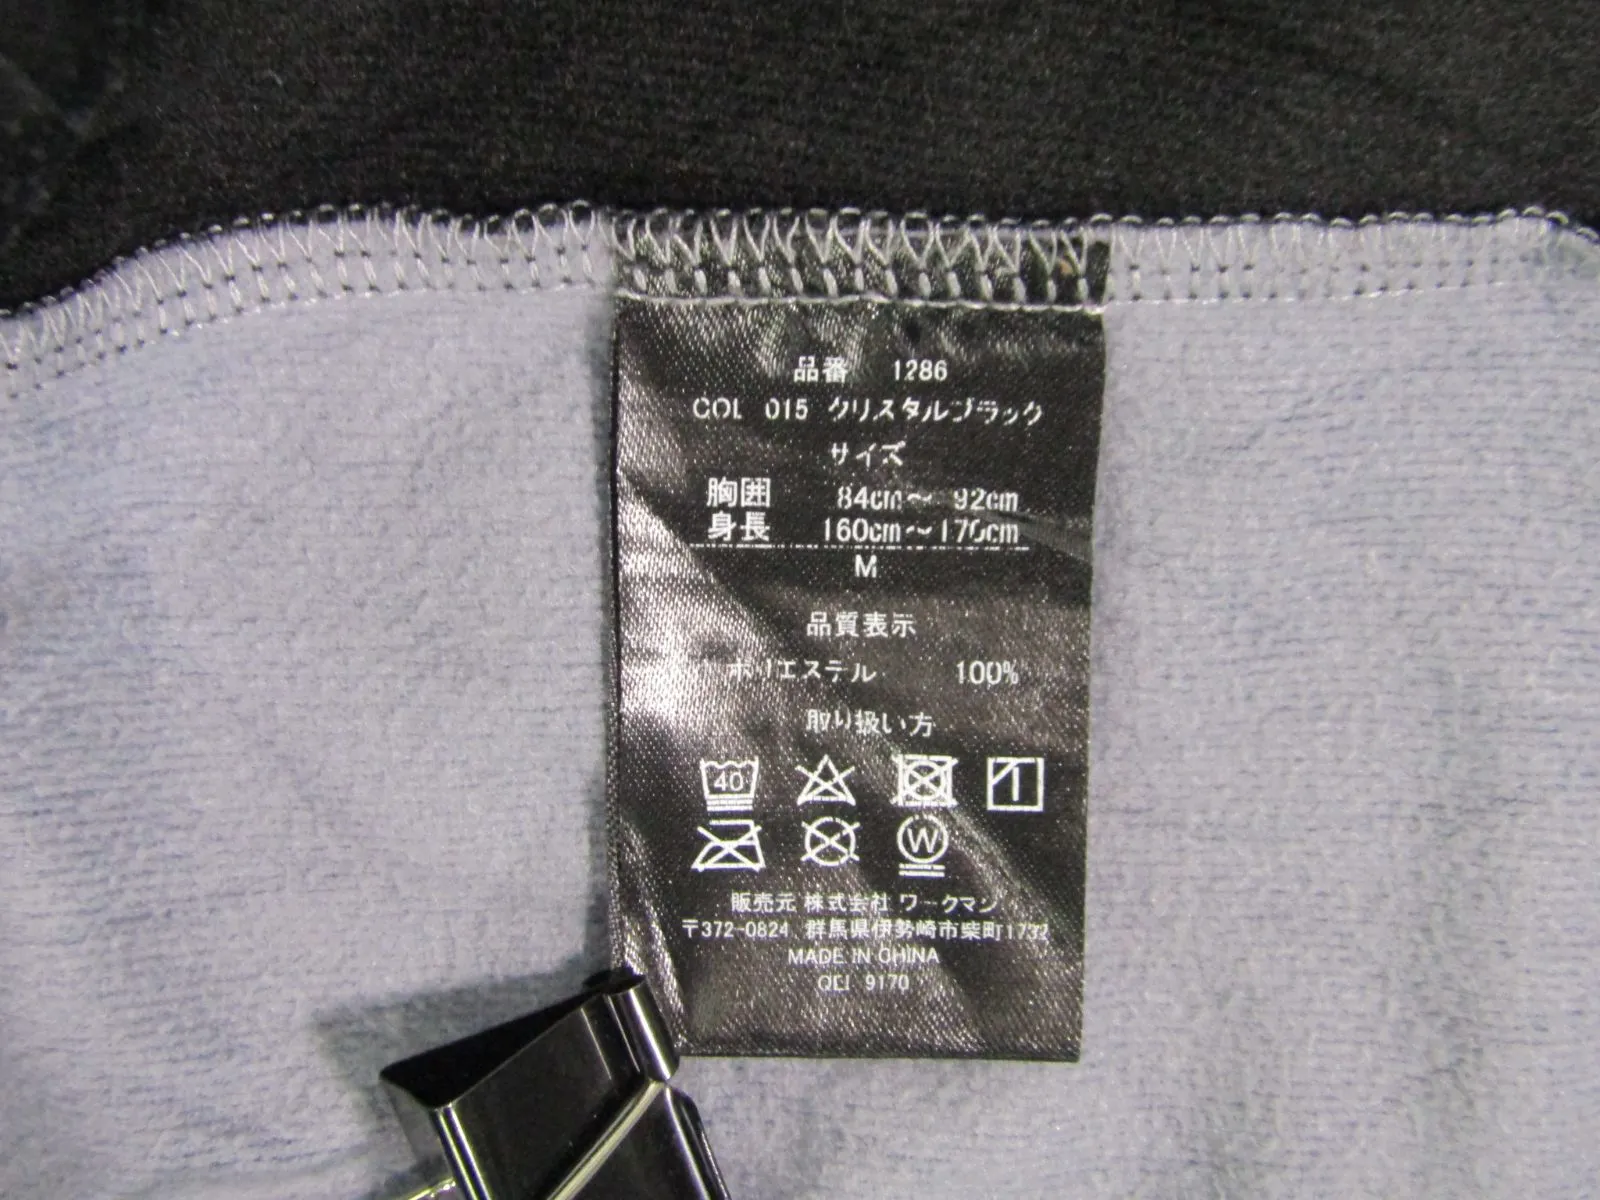 品番 1286
COL 015 クリスタルブラック
サイズ
胸囲 84cm～ 92cm
身長 160cm～170cm
M
品質表示
ポリエステル 100%
取り扱い方
40
W
販売元 株式会社 ワークマン
〒372-0824 群馬県伊勢崎市柴町1732
MADE IN CHINA
9170